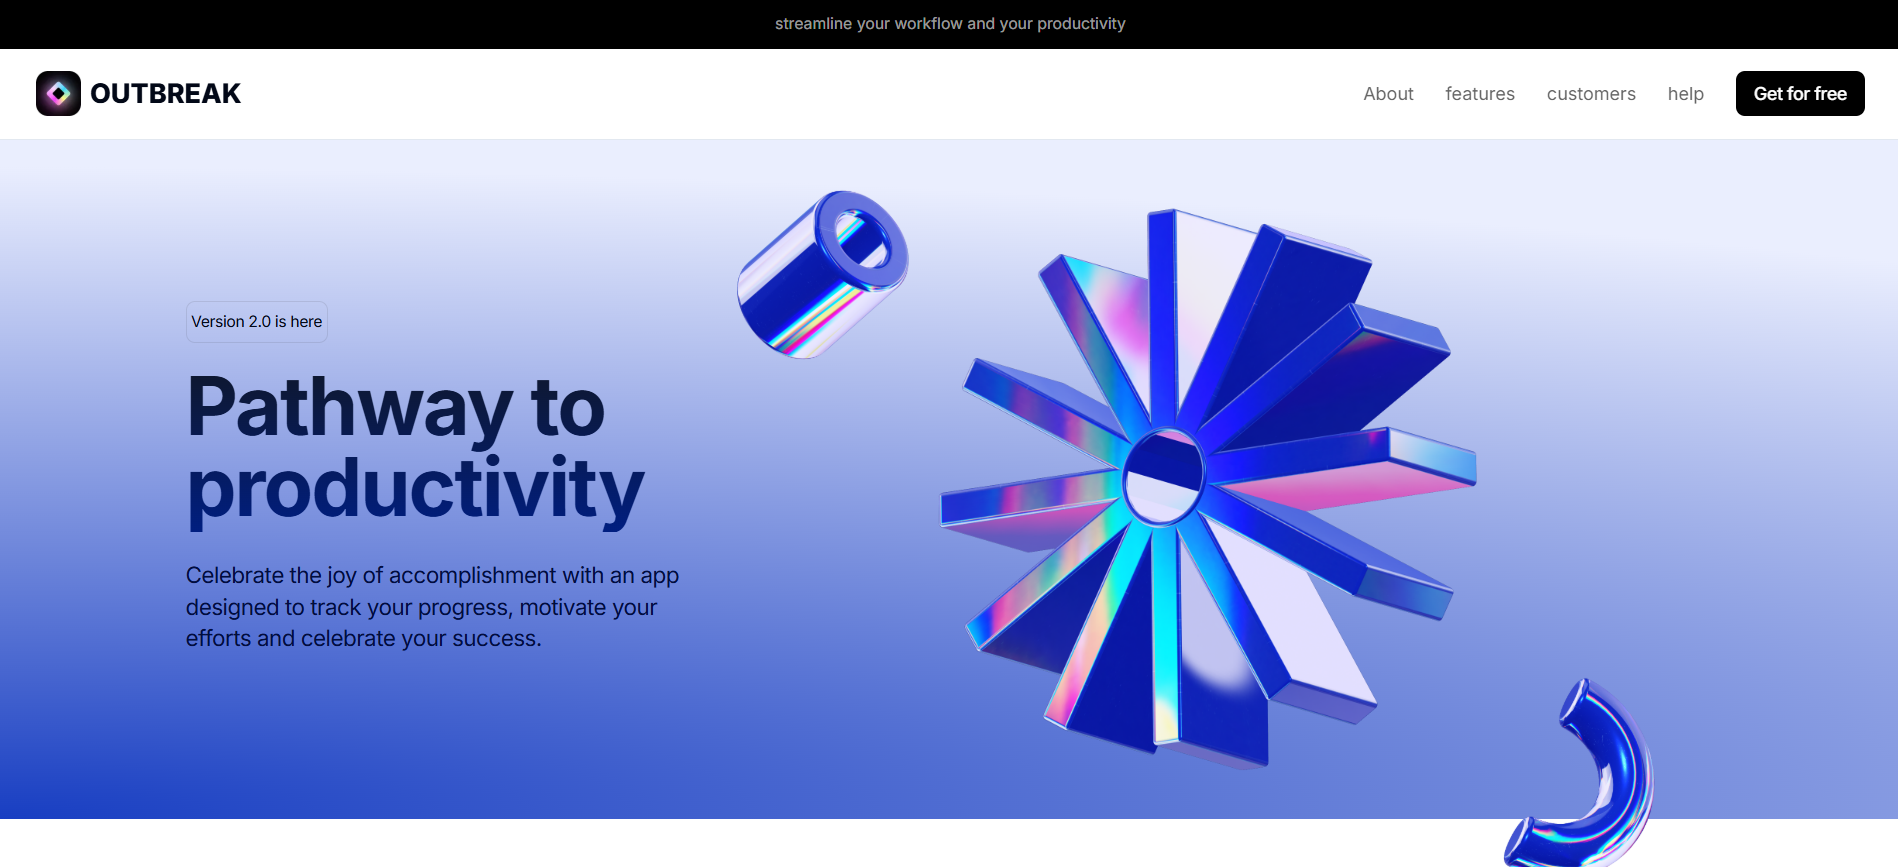 streamline your workflow and your productivity
OUTBREAK
About features customers help Get for free
Version 2.0 is here
Pathway to
productivity
Celebrate the joy of accomplishment with an app
designed to track your progress, motivate your
efforts and celebrate your success.